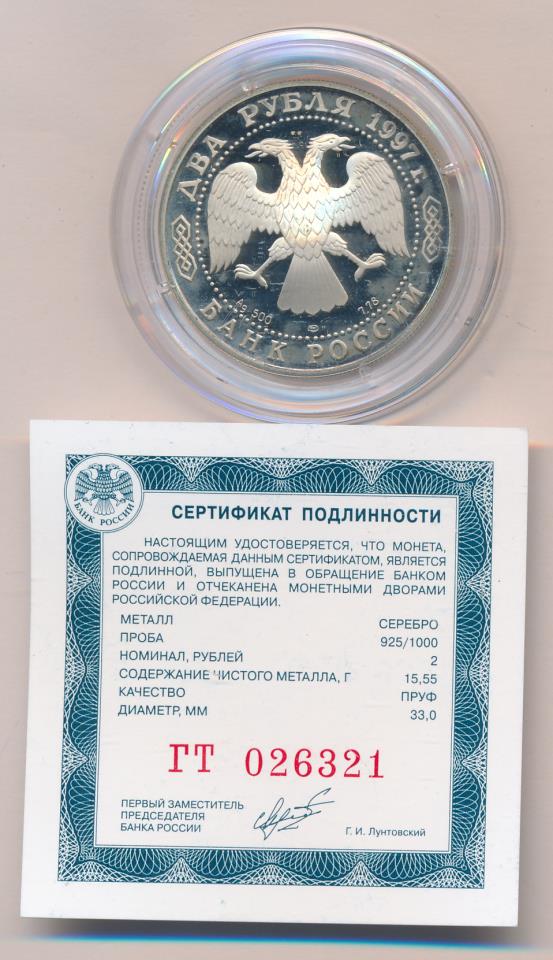 ДВА РУБЛЯ 1997 г.
Ag 500
7,78
БАНК РОССИИ
БАНК РОССИИ
СЕРТИФИКАТ ПОДЛИННОСТИ
НАСТОЯЩИМ УДОСТОВЕРЯЕТСЯ, ЧТО МОНЕТА,
СОПРОВОЖДАЕМАЯ ДАННЫМ СЕРТИФИКАТОМ, ЯВЛЯЕТСЯ
ПОДЛИННОЙ, ВЫПУЩЕНА В ОБРАЩЕНИЕ БАНКОМ
РОССИИ И ОТЧЕКАНЕНА МОНЕТНЫМИ ДВОРАМИ
РОССИЙСКОЙ ФЕДЕРАЦИИ.
МЕТАЛЛ СЕРЕБРО
ПРОБА 925/1000
НОМИНАЛ, РУБЛЕЙ 2
СОДЕРЖАНИЕ ЧИСТОГО МЕТАЛЛА, Г 15,55
КАЧЕСТВО ПРУФ
ДИАМЕТР, ММ 33,0
ГТ 026321
ПЕРВЫЙ ЗАМЕСТИТЕЛЬ
ПРЕДСЕДАТЕЛЯ
БАНКА РОССИИ Г. И. Лунтовский